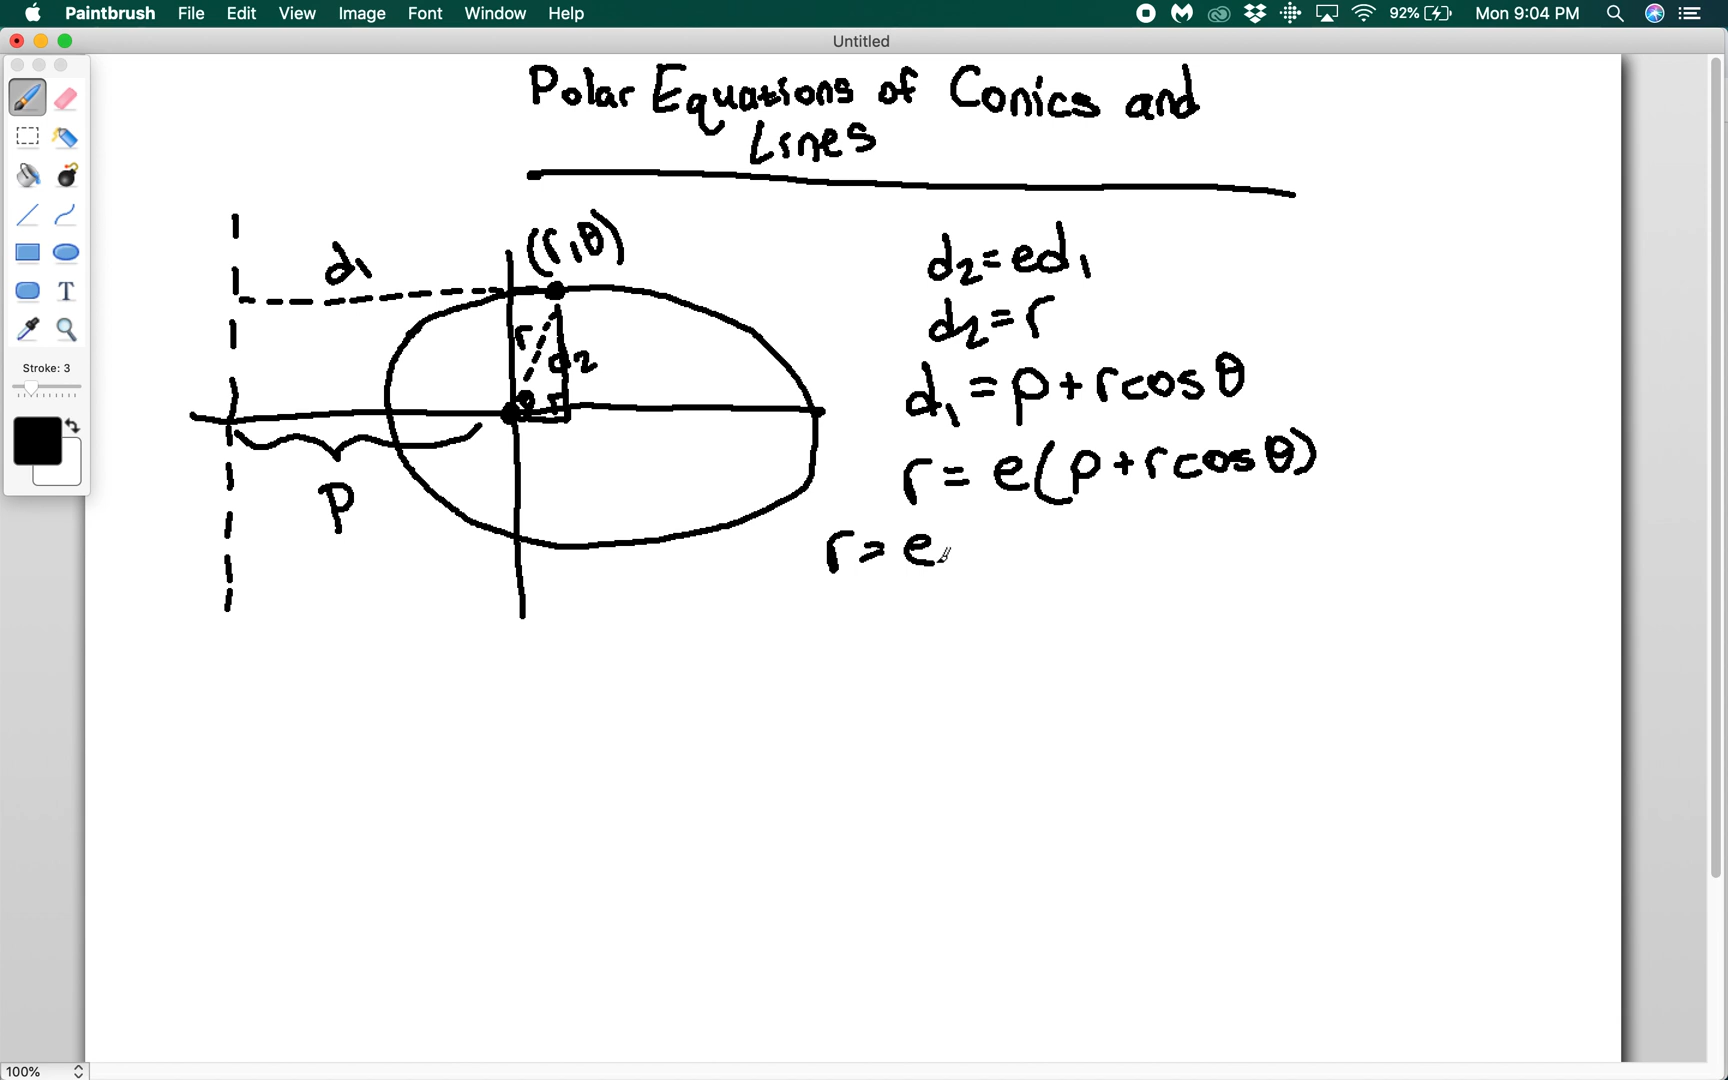 Paintbrush File Edit View Image Font Window Help 92% Mon 9:04 PM
Untitled
Polar Equations of Conics and
Lines
(r,θ)
d₁
r
d₂
θ
p
d₂=ed₁
d₂=r
d₁=p+rcosθ
r=e(p+rcosθ)
r=e
Stroke: 3
T
100%